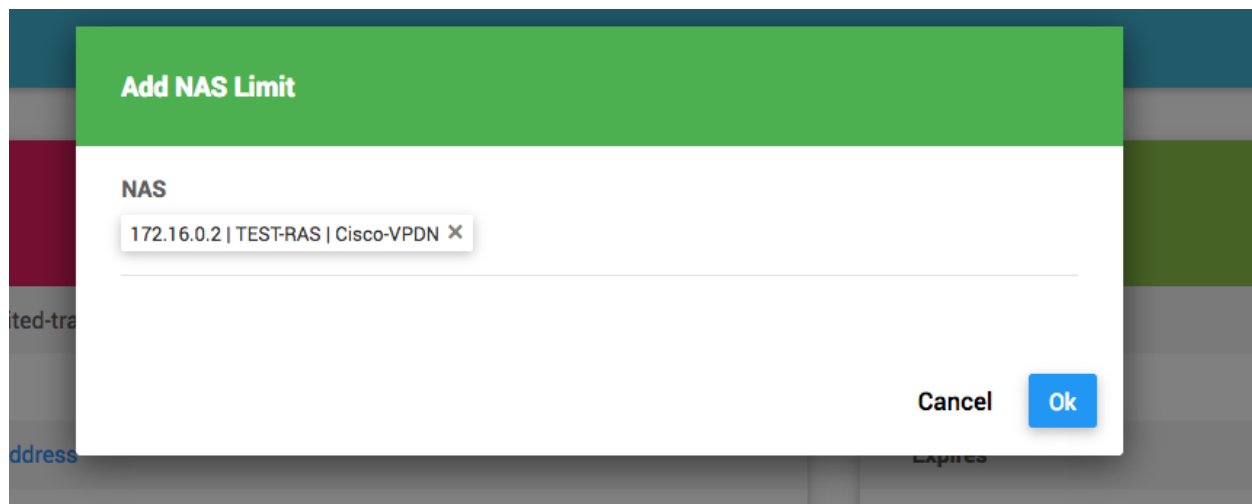 Add NAS Limit
NAS
172.16.0.2 | TEST-RAS | Cisco-VPDN ×
ited-tra
Cancel
Ok
ddress
Expires